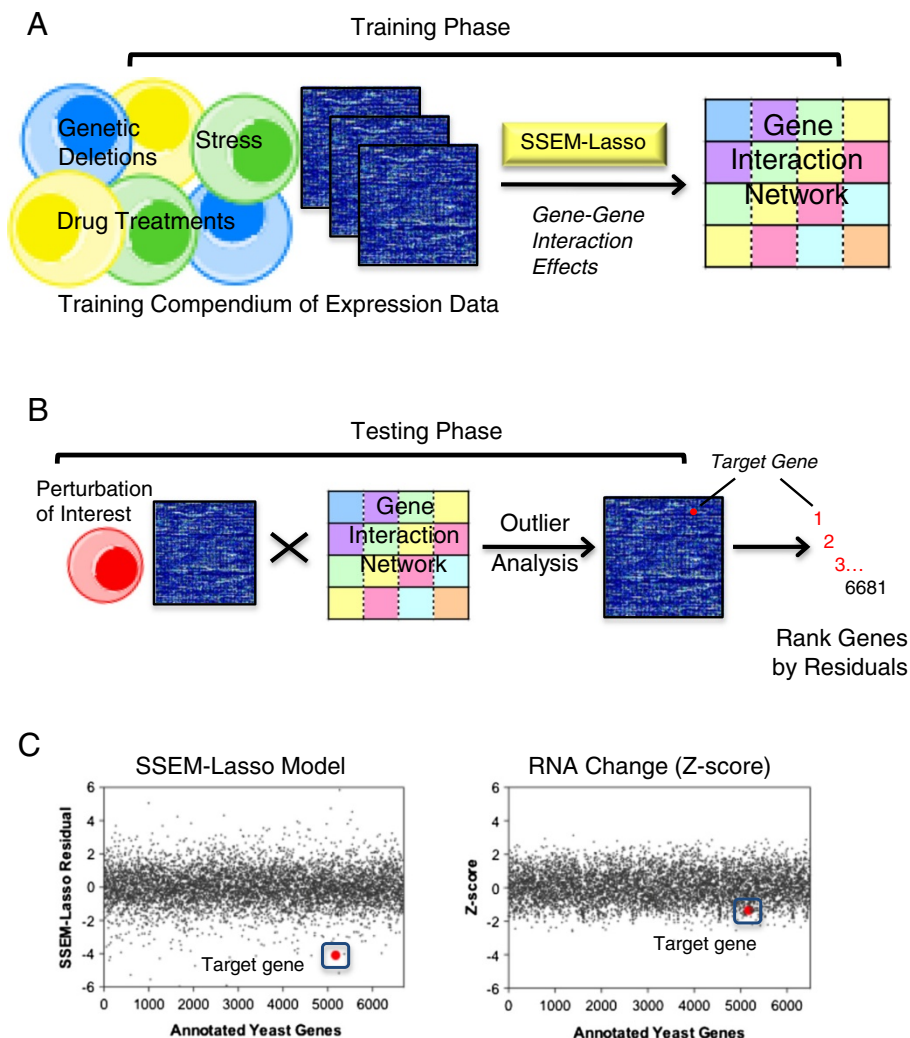 A
Training Phase
Genetic
Deletions
Stress
Drug Treatments
SSEM-Lasso
Gene-Gene
Interaction
Effects
Gene
Interaction
Network
Training Compendium of Expression Data
B
Testing Phase
Perturbation
of Interest
Gene
Interaction
Network
Outlier
Analysis
Target Gene
1
2
3...
6681
Rank Genes
by Residuals
C
SSEM-Lasso Model
SSEM-Lasso Residual
6
4
2
0
-2
-4
-6
Target gene
0 1000 2000 3000 4000 5000 6000
Annotated Yeast Genes
RNA Change (Z-score)
Z-score
6
4
2
0
-2
-4
-6
Target gene
0 1000 2000 3000 4000 5000 6000
Annotated Yeast Genes